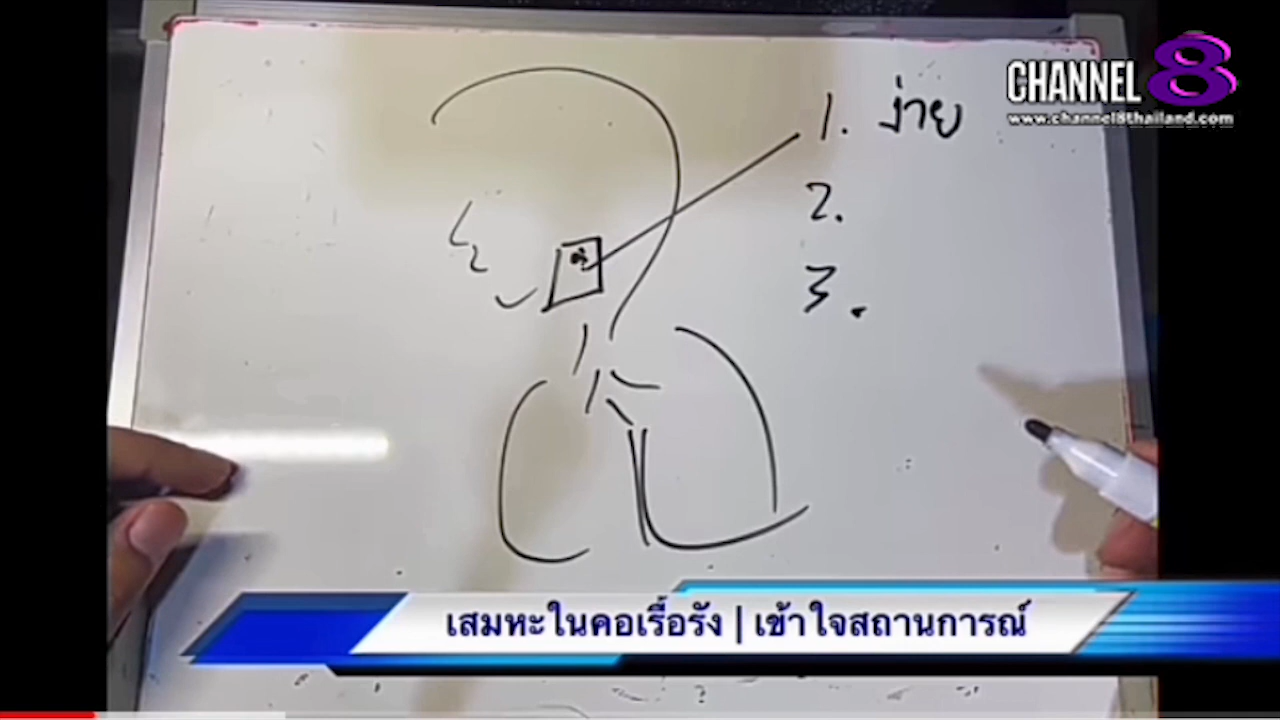 CHANNEL 8
www.channel8thailand.com
1. ง่าย
2.
3.
เสมหะในคอเรื้อรัง | เข้าใจสถานการณ์